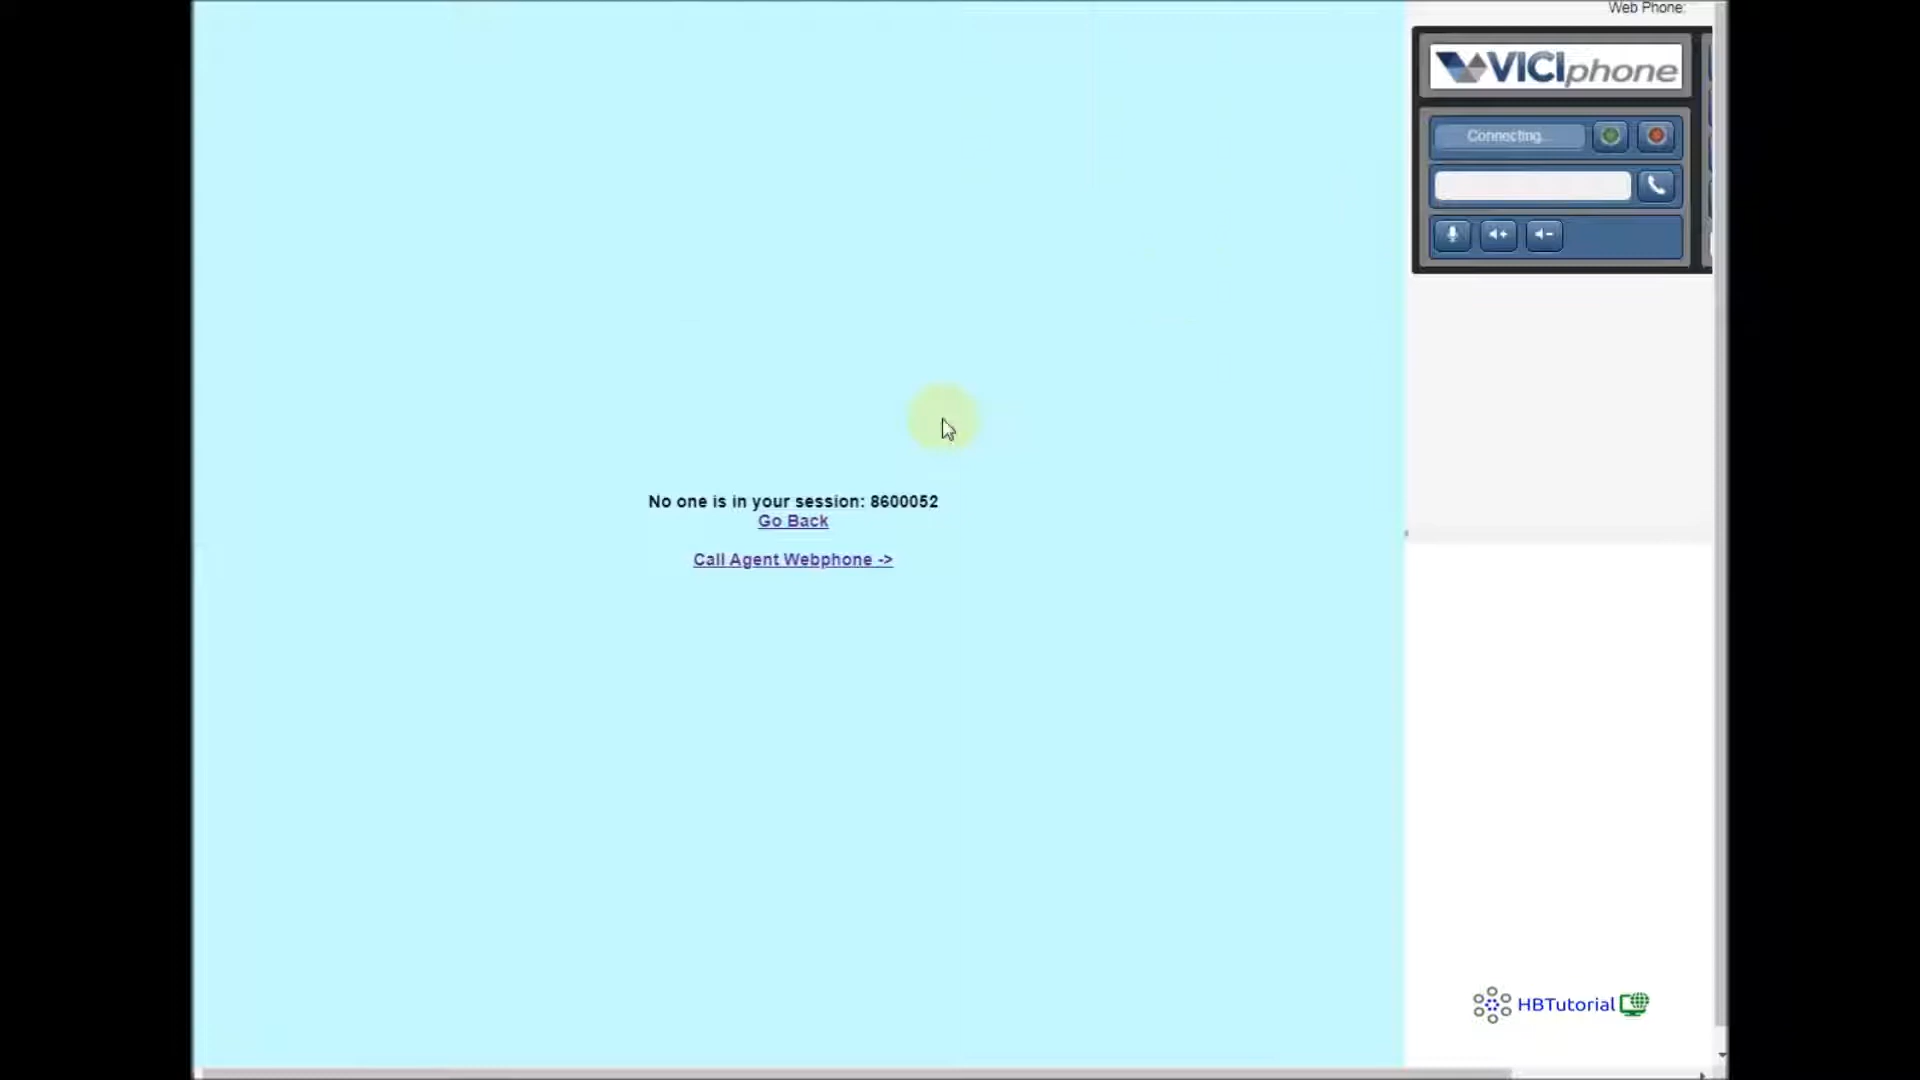 Web Phone:
VICIphone
Connecting...
No one is in your session: 8600052
Go Back
Call Agent Webphone ->
HBTutorial